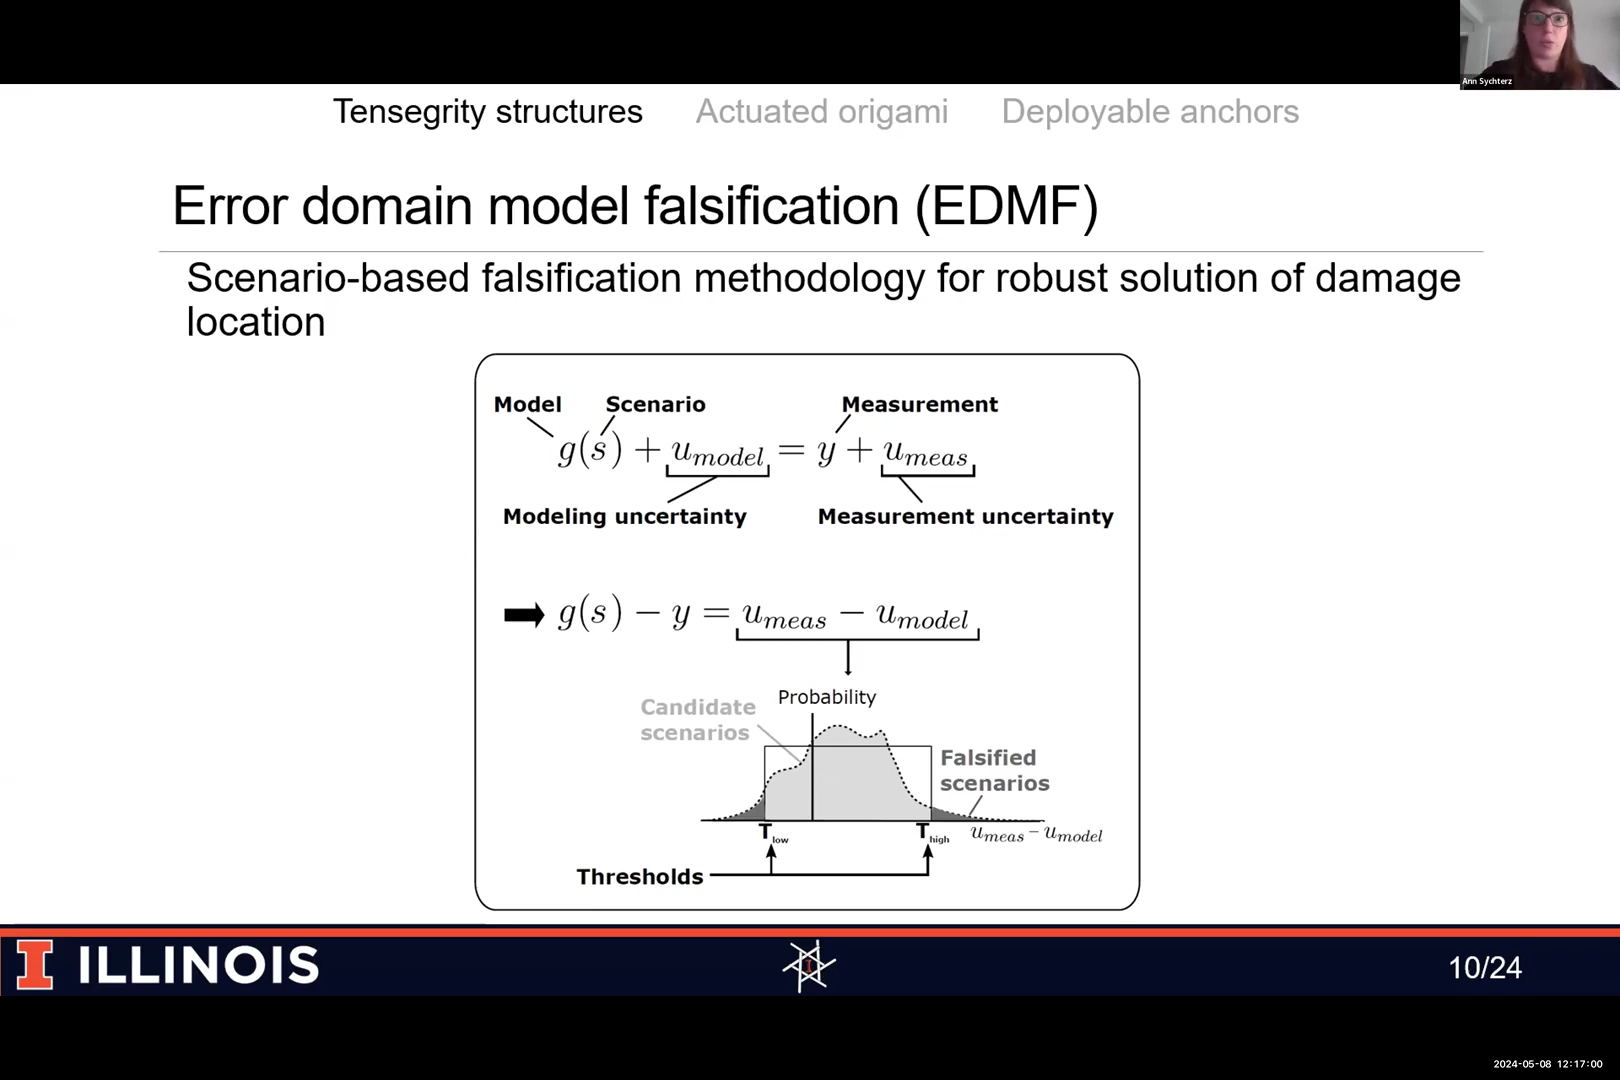 Ann Sychterz
Tensegrity structures Actuated origami Deployable anchors
Error domain model falsification (EDMF)
Scenario-based falsification methodology for robust solution of damage
location
Model Scenario Measurement
g(s) + u_model = y + u_meas
Modeling uncertainty Measurement uncertainty
g(s) − y = u_meas − u_model
Probability
Candidate
scenarios
Falsified
scenarios
T_low T_high u_meas − u_model
Thresholds
I ILLINOIS
10/24
2024-05-08 12:17:00